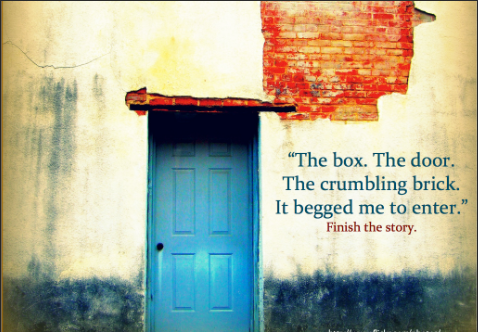 “The box. The door.
The crumbling brick.
It begged me to enter.”
Finish the story.